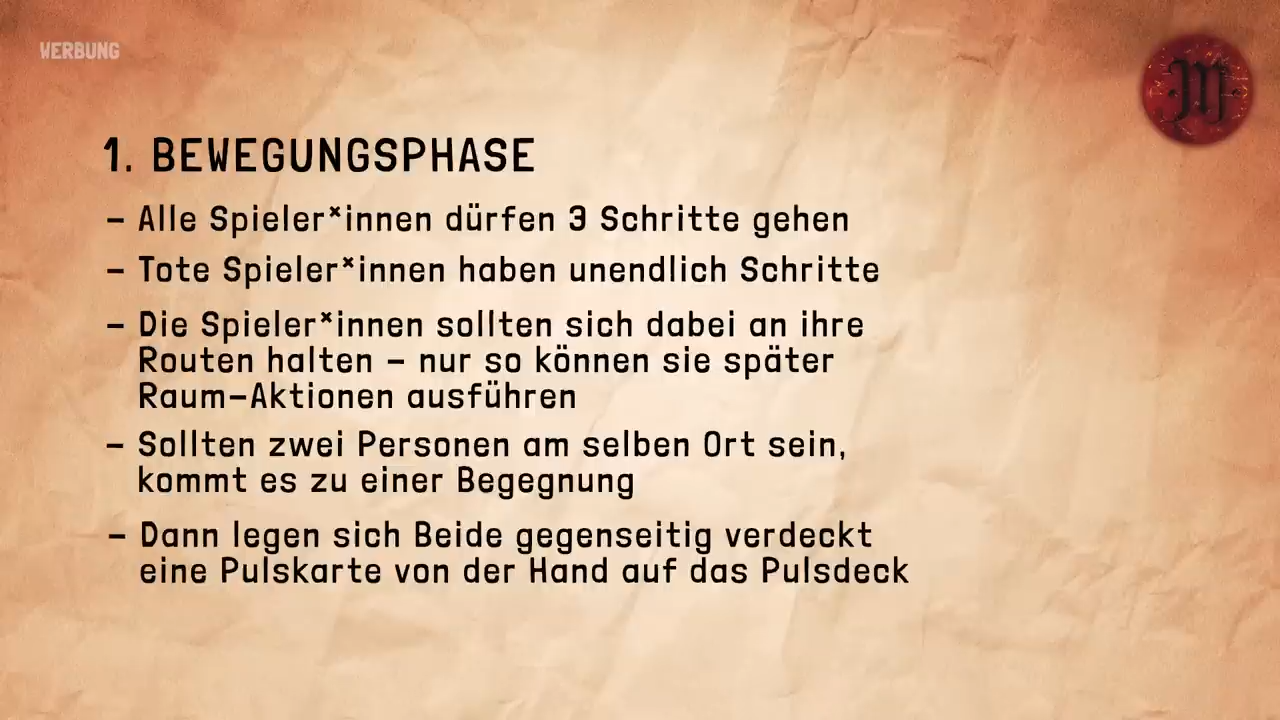 WERBUNG
1. BEWEGUNGSPHASE
– Alle Spieler*innen dürfen 3 Schritte gehen
– Tote Spieler*innen haben unendlich Schritte
– Die Spieler*innen sollten sich dabei an ihre
Routen halten – nur so können sie später
Raum-Aktionen ausführen
– Sollten zwei Personen am selben Ort sein,
kommt es zu einer Begegnung
– Dann legen sich Beide gegenseitig verdeckt
eine Pulskarte von der Hand auf das Pulsdeck
M